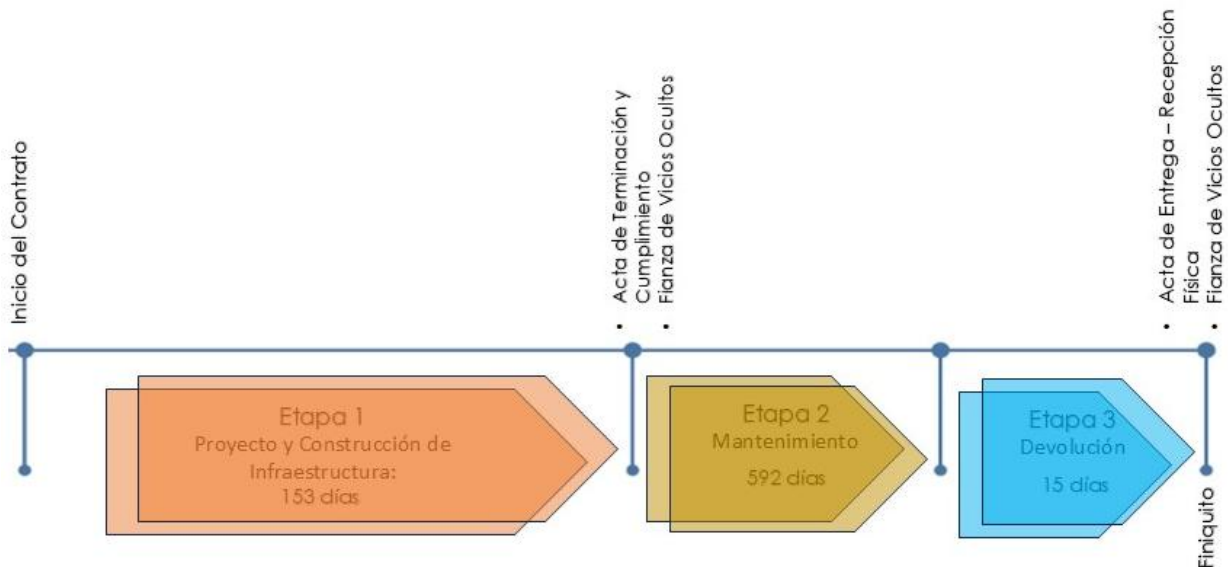 Inicio del Contrato
• Acta de Terminación y
Cumplimiento
• Fianza de Vicios Ocultos
• Acta de Entrega – Recepción
Física
• Fianza de Vicios Ocultos
Etapa 1
Proyecto y Construcción de
Infraestructura:
153 días
Etapa 2
Mantenimiento
592 días
Etapa 3
Devolución
15 días
Finiquito